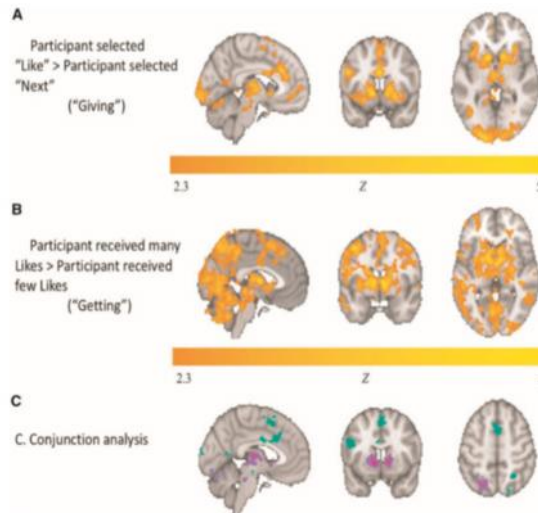 A
Participant selected
“Like” > Participant selected
“Next”
(“Giving”)
2.3
Z
B
Participant received many
Likes > Participant received
few Likes
(“Getting”)
2.3
Z
C
C. Conjunction analysis